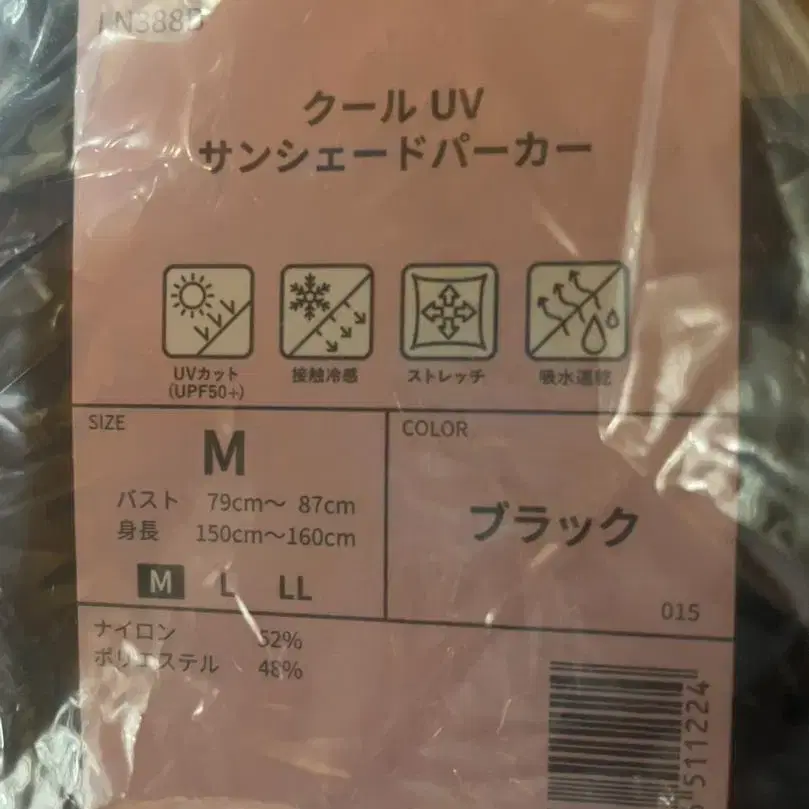 LN388B
クール UV
サンシェードパーカー
UVカット
(UPF50+)
接触冷感
ストレッチ
吸水速乾
SIZE
M
バスト 79cm～ 87cm
身長 150cm～160cm
M L LL
COLOR
ブラック
015
ナイロン 52%
ポリエステル 48%
511224